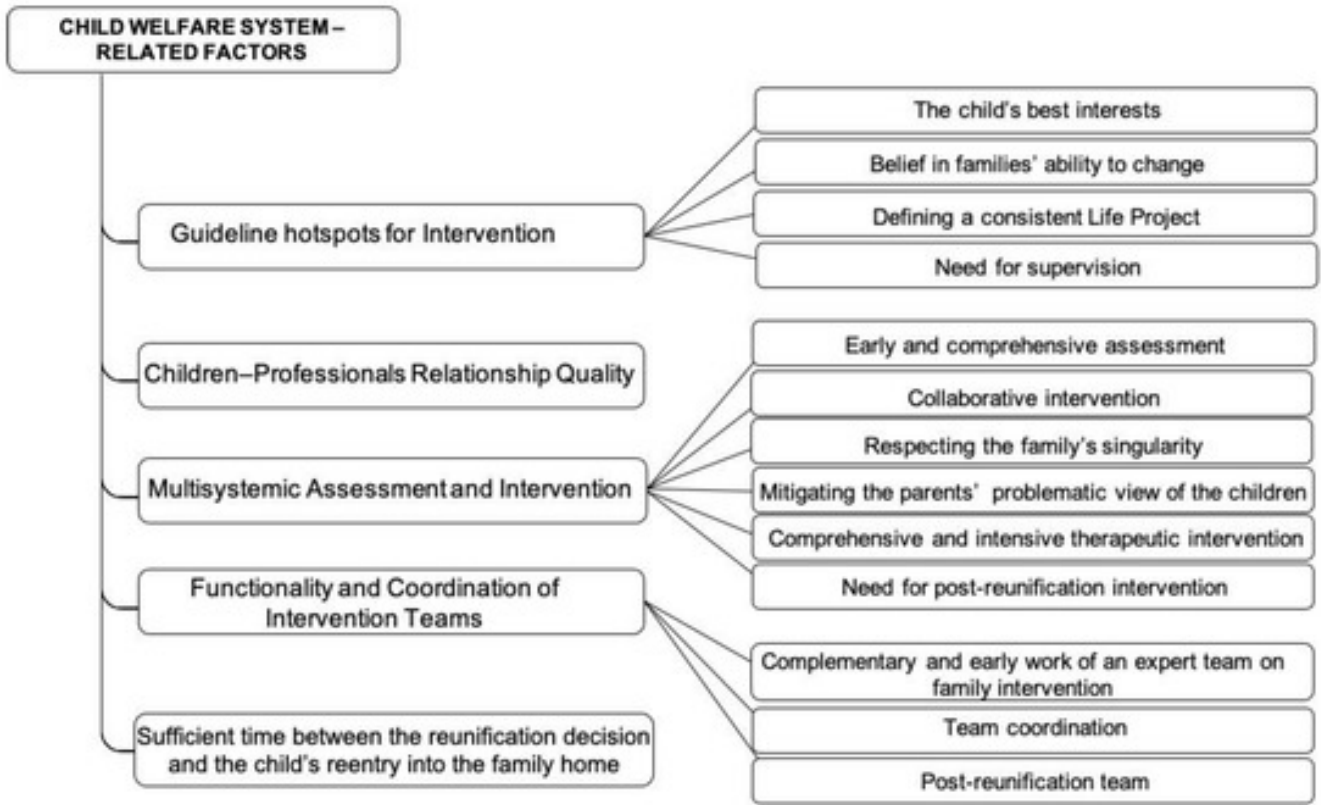 CHILD WELFARE SYSTEM –
RELATED FACTORS
Guideline hotspots for Intervention
The child's best interests
Belief in families' ability to change
Defining a consistent Life Project
Need for supervision
Children–Professionals Relationship Quality
Multisystemic Assessment and Intervention
Early and comprehensive assessment
Collaborative intervention
Respecting the family's singularity
Mitigating the parents' problematic view of the children
Comprehensive and intensive therapeutic intervention
Need for post-reunification intervention
Functionality and Coordination of
Intervention Teams
Complementary and early work of an expert team on
family intervention
Team coordination
Post-reunification team
Sufficient time between the reunification decision
and the child's reentry into the family home